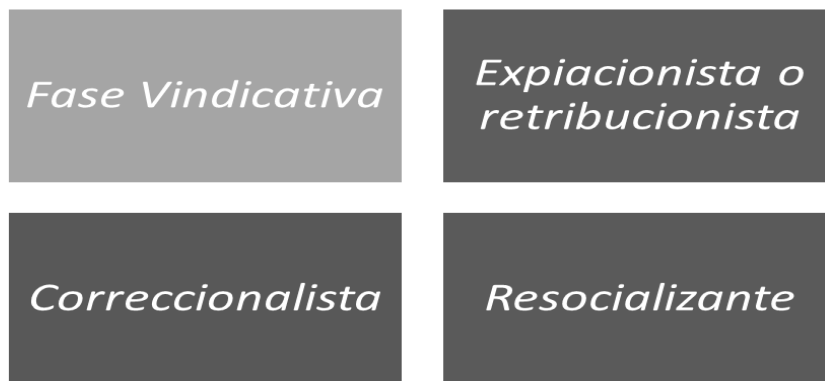 Fase Vindicativa
Expiacionista o
retribucionista
Correccionalista
Resocializante